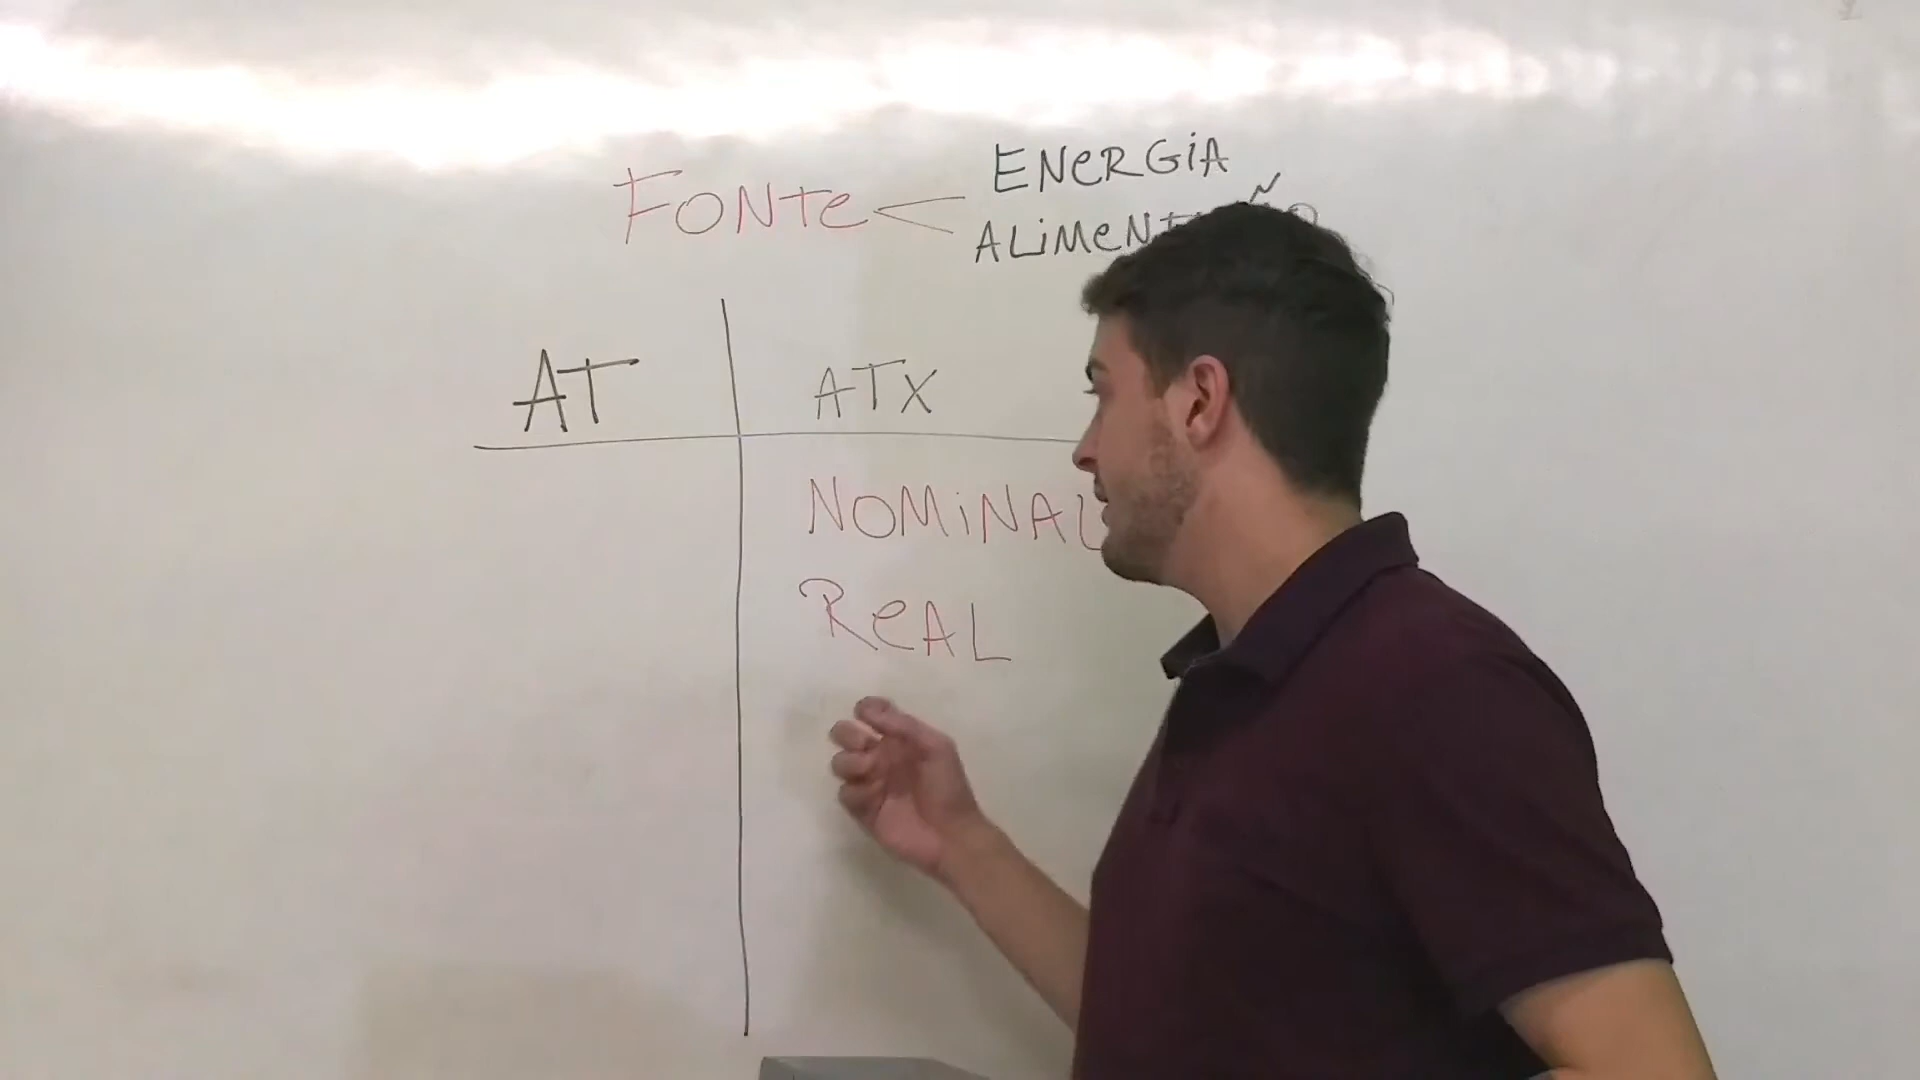 FONTE
ENERGIA
AT
ATX
NOMINAL
REAL